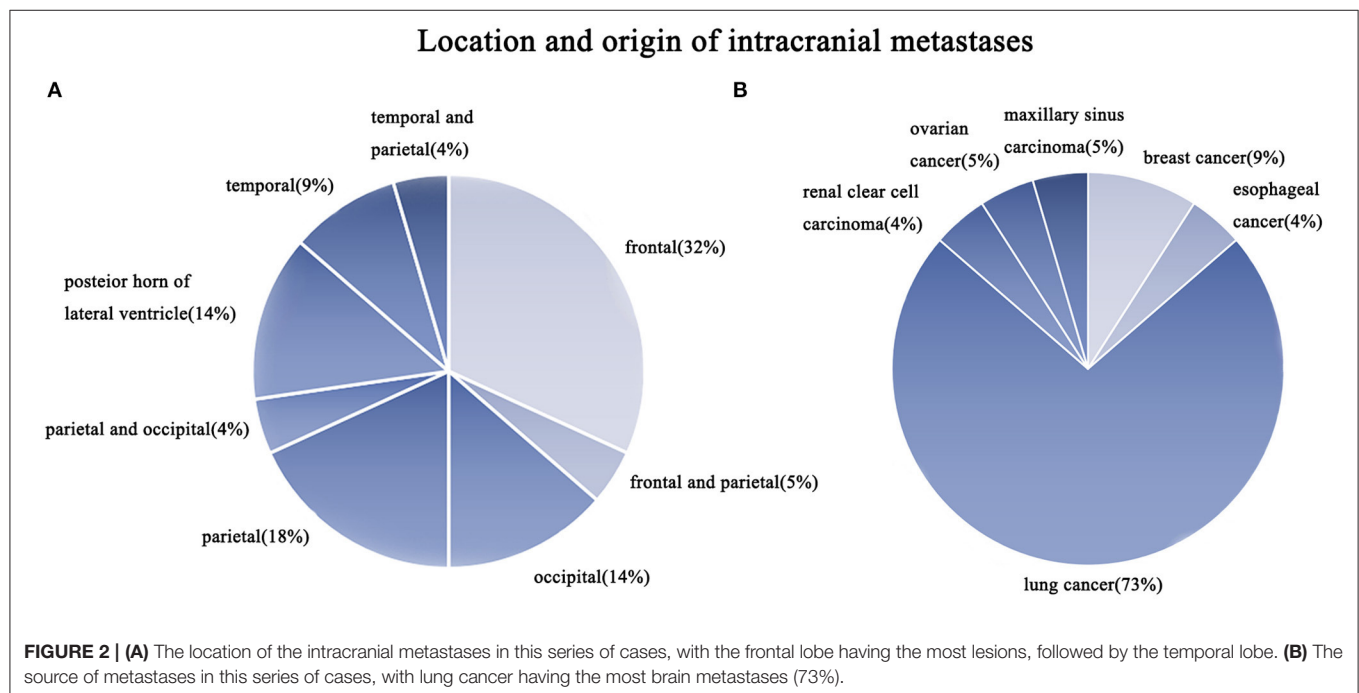 Location and origin of intracranial metastases
A
temporal and
parietal(4%)
temporal(9%)
frontal(32%)
posteior horn of
lateral ventricle(14%)
parietal and occipital(4%)
frontal and parietal(5%)
parietal(18%)
occipital(14%)
B
ovarian
cancer(5%)
maxillary sinus
carcinoma(5%)
breast cancer(9%)
esophageal
cancer(4%)
renal clear cell
carcinoma(4%)
lung cancer(73%)
FIGURE 2 | (A) The location of the intracranial metastases in this series of cases, with the frontal lobe having the most lesions, followed by the temporal lobe. (B) The
source of metastases in this series of cases, with lung cancer having the most brain metastases (73%).